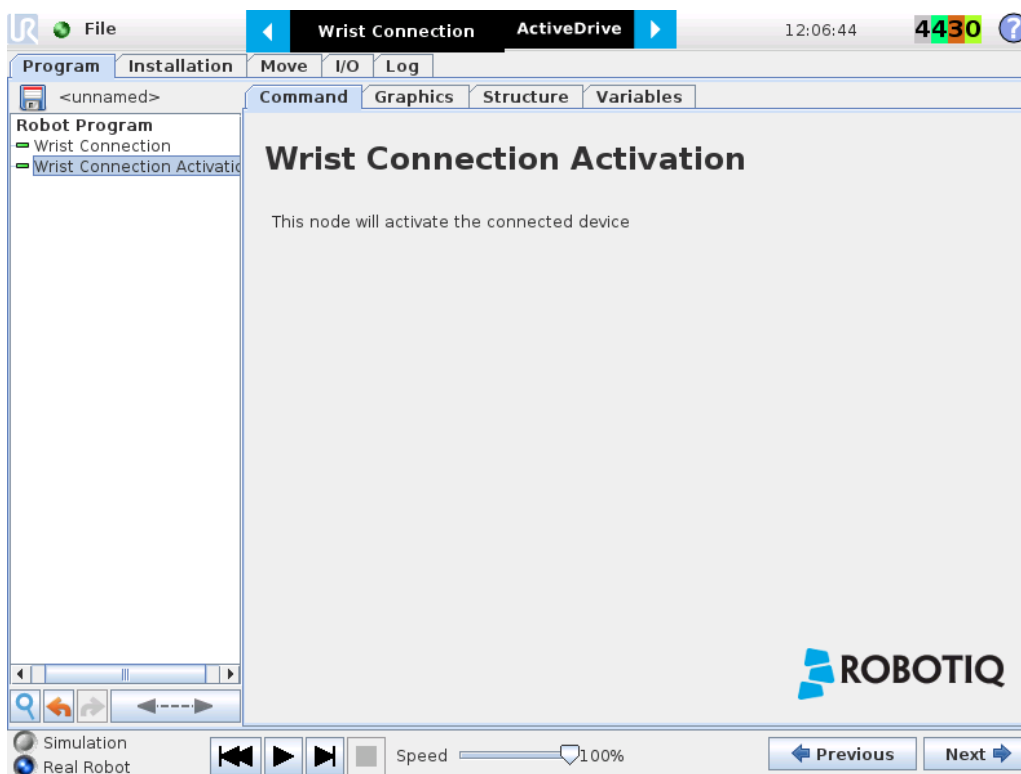 UR File Wrist Connection ActiveDrive 12:06:44 4430 ?
Program Installation Move I/O Log
<unnamed> Command Graphics Structure Variables
Robot Program
Wrist Connection
Wrist Connection Activatic
Wrist Connection Activation
This node will activate the connected device
ROBOTIQ
Simulation
Real Robot
Speed 100%
Previous Next